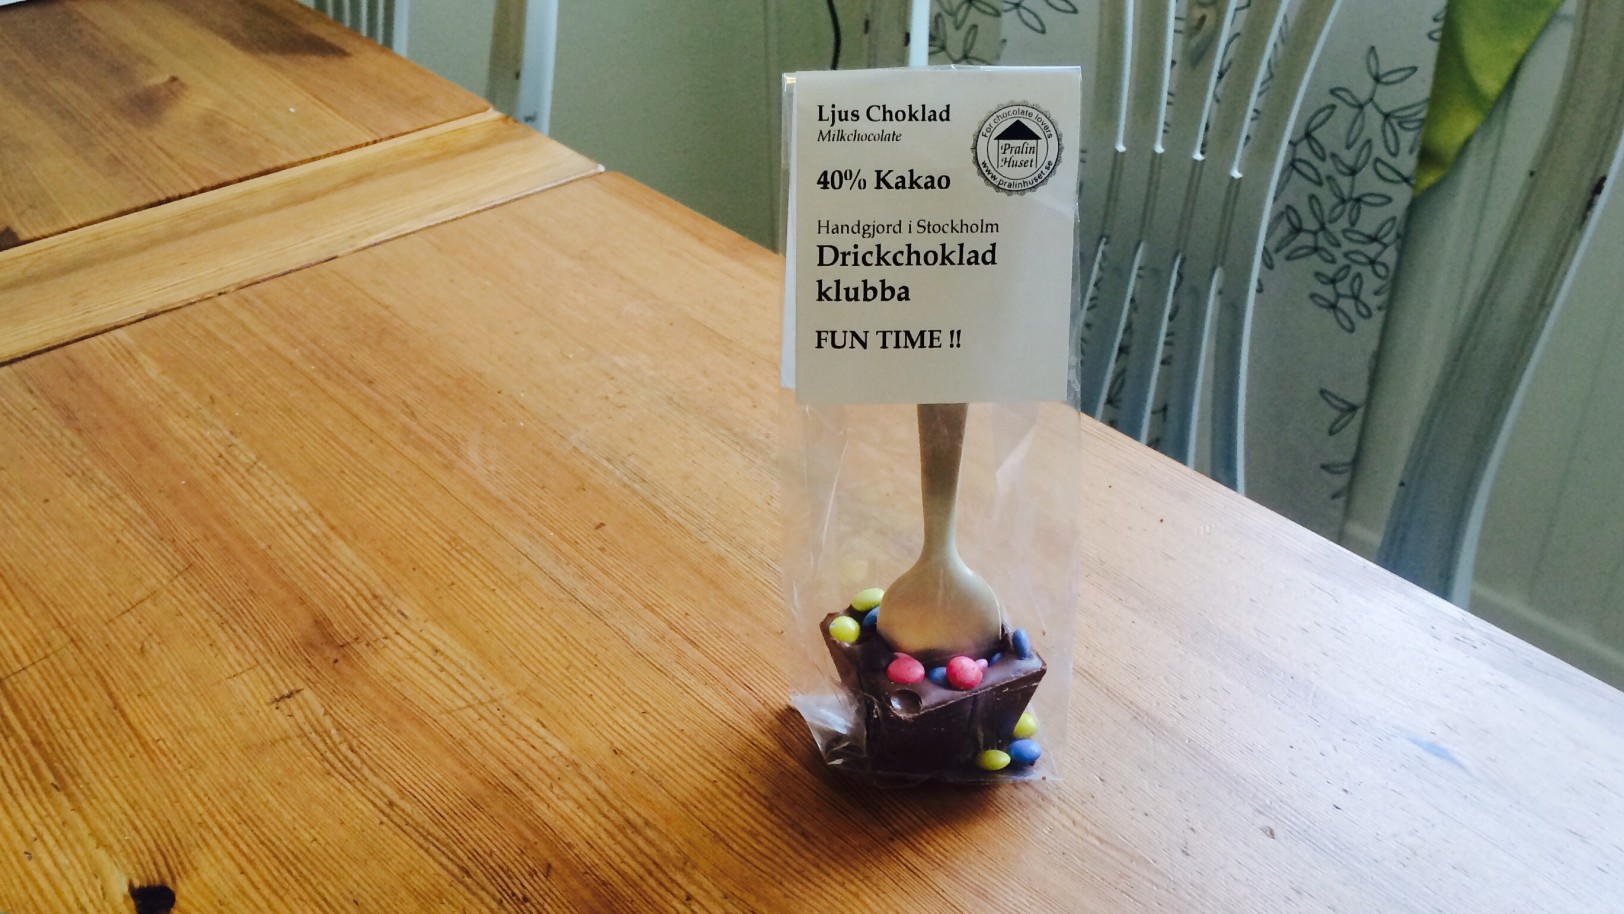 Ljus Choklad
Milkchocolate
40% Kakao
Handgjord i Stockholm
Drickchoklad
klubba
FUN TIME !!
For chocolate lovers
Pralin
Huset
www.pralinhuset.se